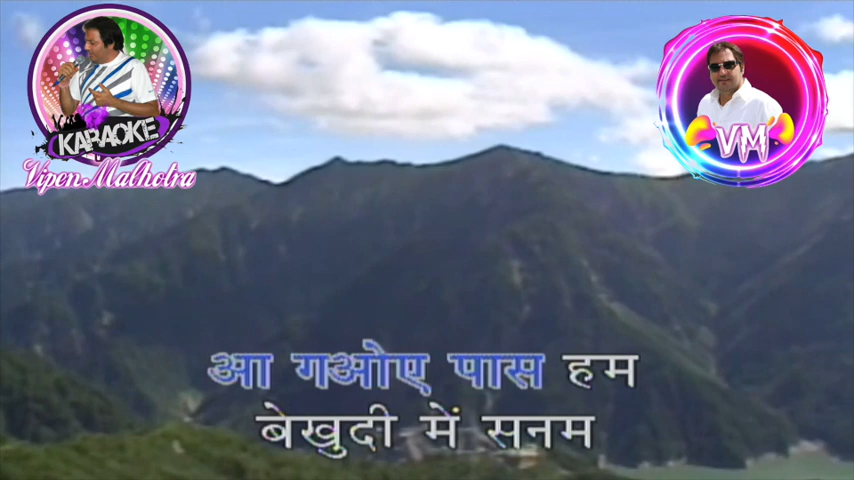 KARAOKE
Vipen Malhotra
VM
आ गओए पास हम
बेखुदी में सनम